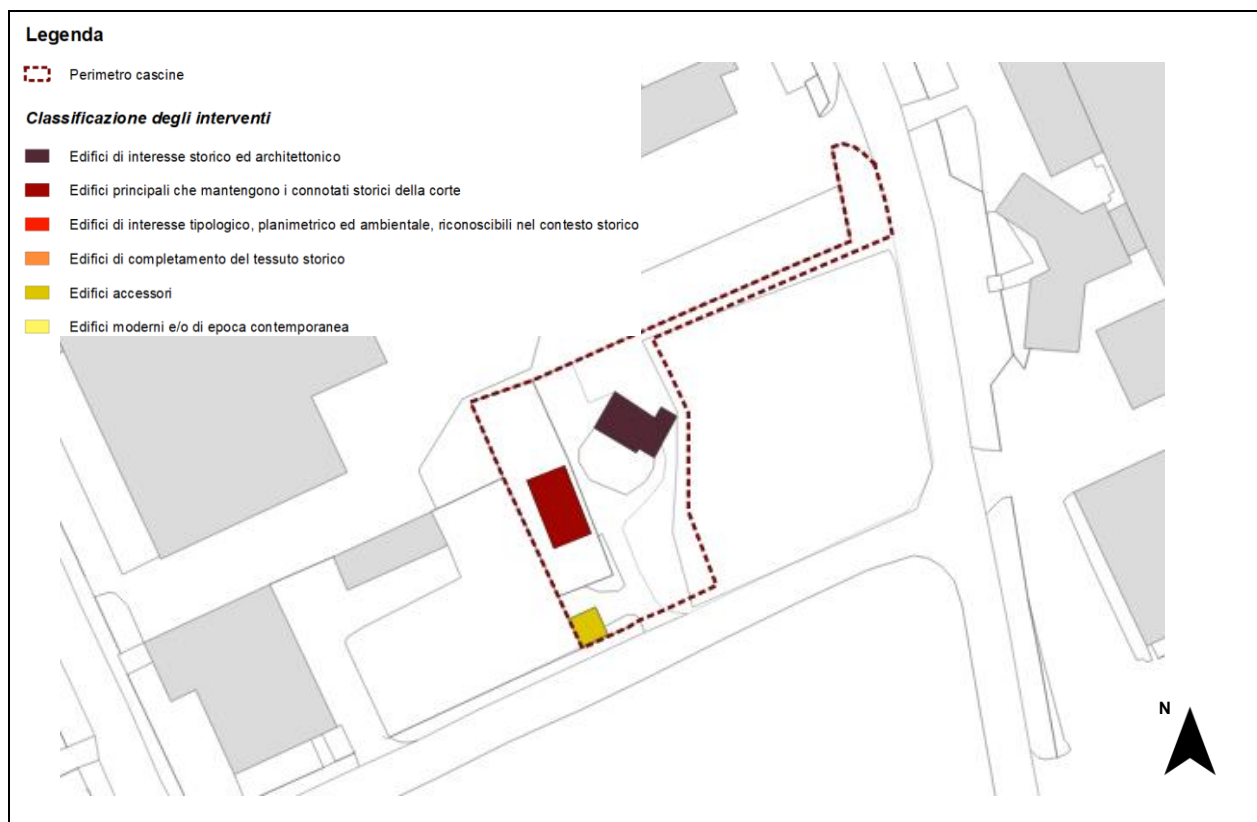 Legenda
Perimetro cascine
Classificazione degli interventi
Edifici di interesse storico ed architettonico
Edifici principali che mantengono i connotati storici della corte
Edifici di interesse tipologico, planimetrico ed ambientale, riconoscibili nel contesto storico
Edifici di completamento del tessuto storico
Edifici accessori
Edifici moderni e/o di epoca contemporanea
N